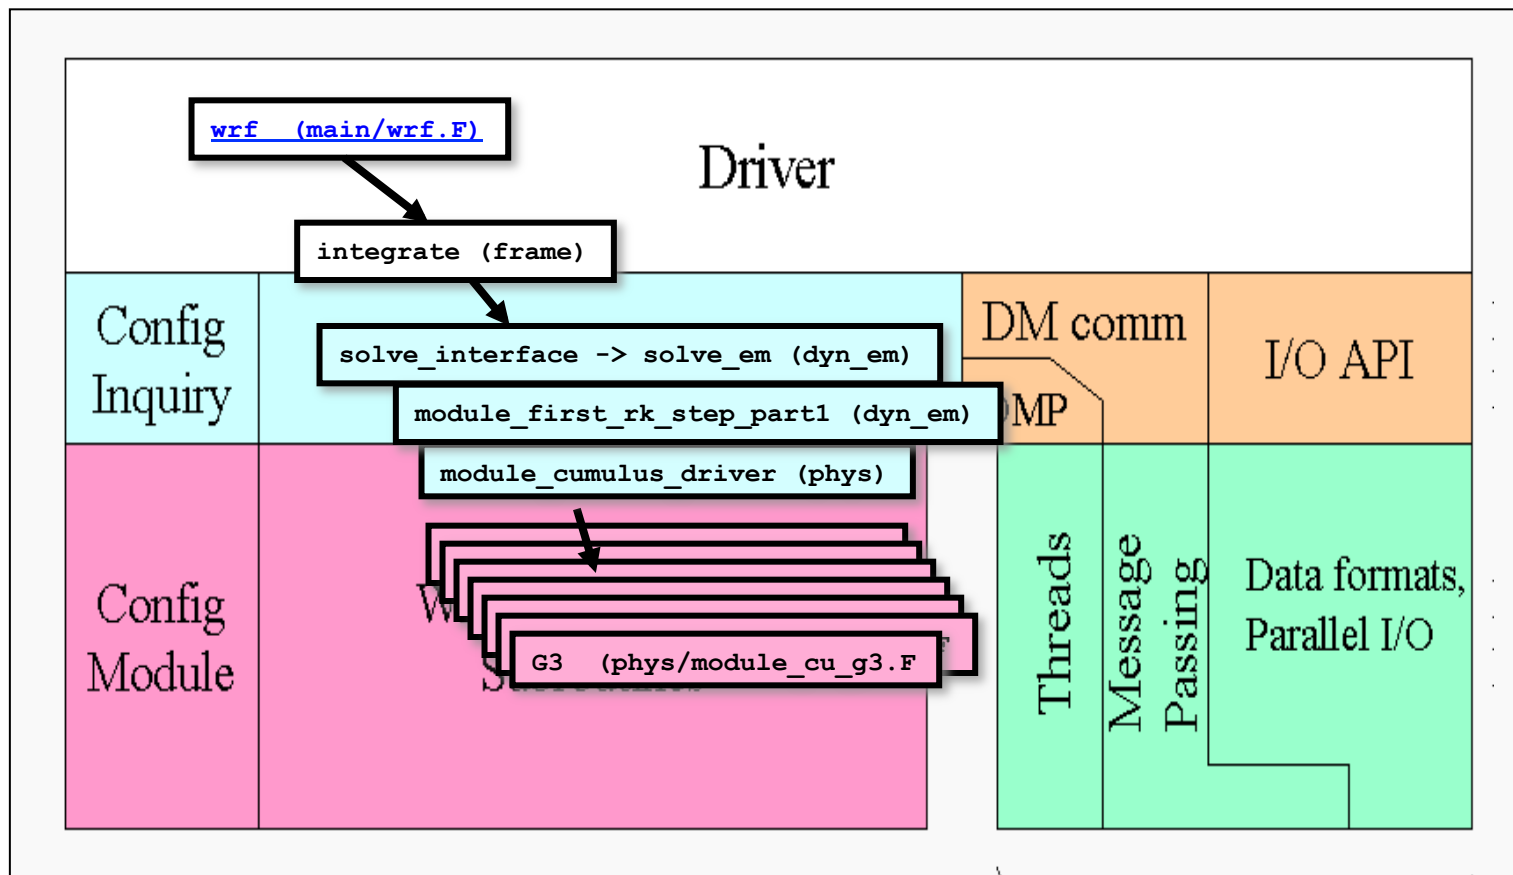 wrf (main/wrf.F)
Driver
integrate (frame)
Config
Inquiry
solve_interface -> solve_em (dyn_em)
DM comm
I/O API
module_first_rk_step_part1 (dyn_em)
MP
module_cumulus_driver (phys)
Config
Module
G3 (phys/module_cu_g3.F
Threads
Message
Passing
Data formats,
Parallel I/O